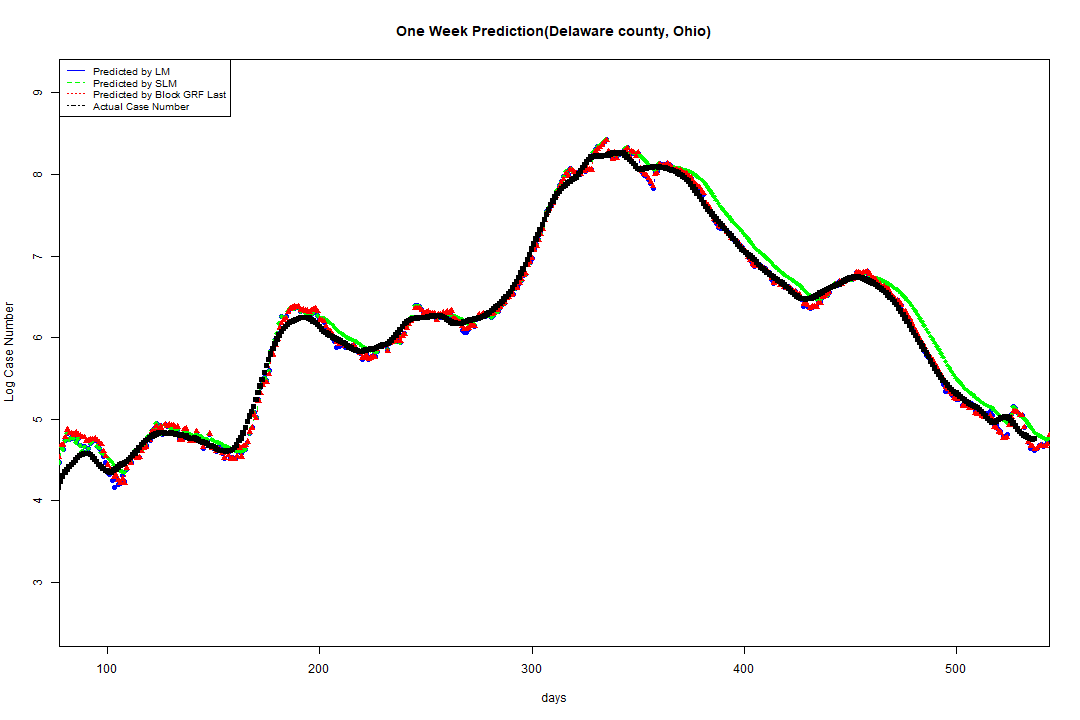 One Week Prediction(Delaware county, Ohio)
Predicted by LM
Predicted by SLM
Predicted by Block GRF Last
Actual Case Number
9
8
7
6
5
4
3
Log Case Number
100 200 300 400 500
days